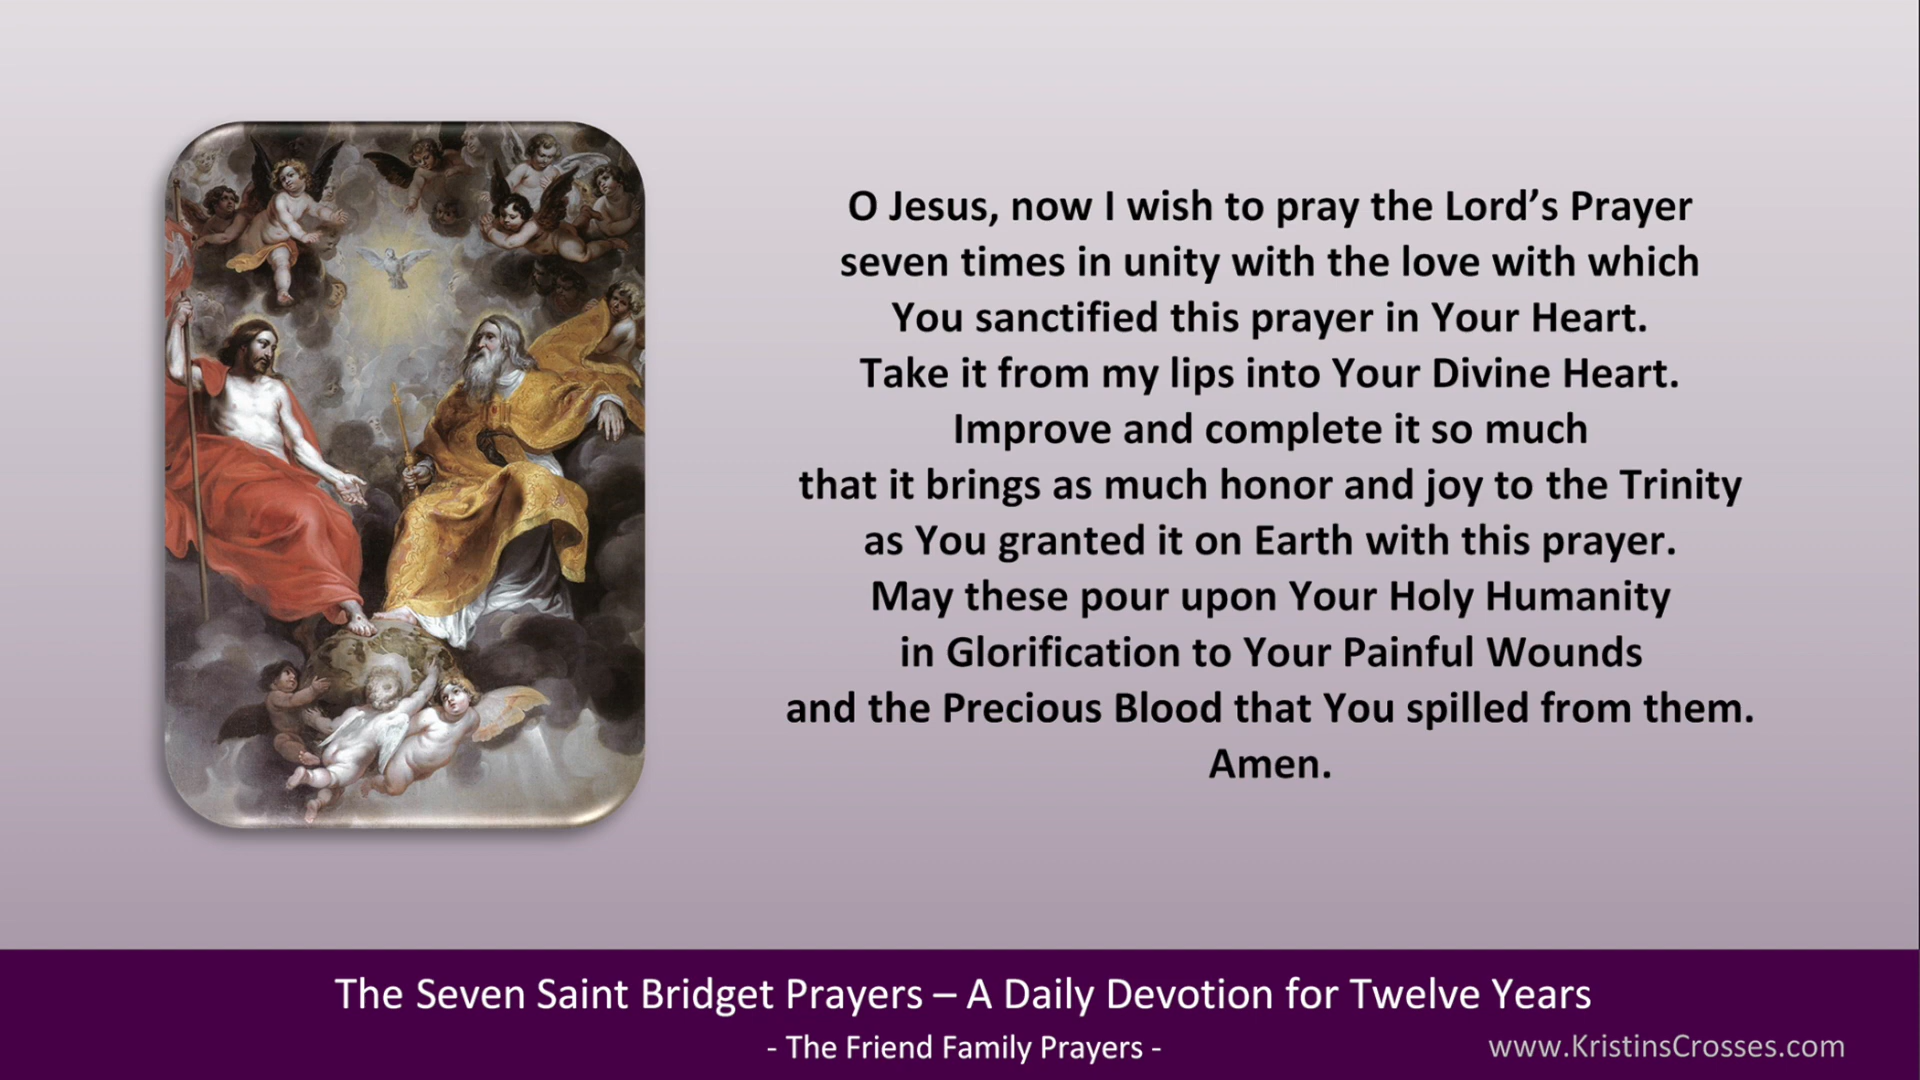 O Jesus, now I wish to pray the Lord’s Prayer
seven times in unity with the love with which
You sanctified this prayer in Your Heart.
Take it from my lips into Your Divine Heart.
Improve and complete it so much
that it brings as much honor and joy to the Trinity
as You granted it on Earth with this prayer.
May these pour upon Your Holy Humanity
in Glorification to Your Painful Wounds
and the Precious Blood that You spilled from them.
Amen.
The Seven Saint Bridget Prayers – A Daily Devotion for Twelve Years
- The Friend Family Prayers -
www.KristinsCrosses.com